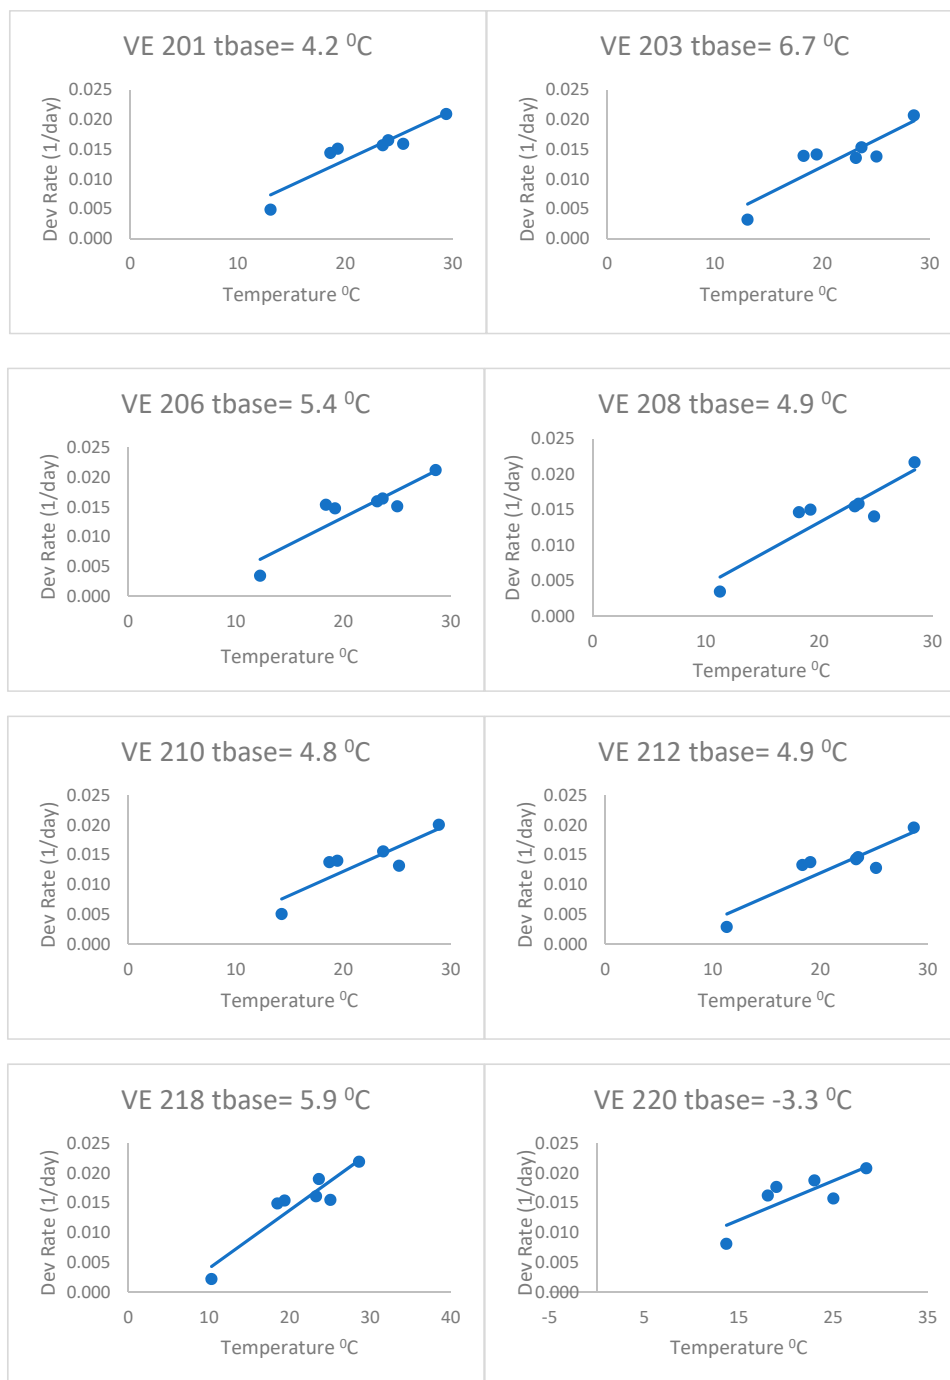 VE 201 tbase= 4.2 ⁰C
0.025
0.020
0.015
0.010
0.005
0.000
Dev Rate (1/day)
0 10 20 30
Temperature ⁰C
VE 203 tbase= 6.7 ⁰C
0.025
0.020
0.015
0.010
0.005
0.000
Dev Rate (1/day)
0 10 20 30
Temperature ⁰C
VE 206 tbase= 5.4 ⁰C
0.025
0.020
0.015
0.010
0.005
0.000
Dev Rate (1/day)
0 10 20 30
Temperature ⁰C
VE 208 tbase= 4.9 ⁰C
0.025
0.020
0.015
0.010
0.005
0.000
Dev Rate (1/day)
0 10 20 30
Temperature ⁰C
VE 210 tbase= 4.8 ⁰C
0.025
0.020
0.015
0.010
0.005
0.000
Dev Rate (1/day)
0 10 20 30
Temperature ⁰C
VE 212 tbase= 4.9 ⁰C
0.025
0.020
0.015
0.010
0.005
0.000
Dev Rate (1/day)
0 10 20 30
Temperature ⁰C
VE 218 tbase= 5.9 ⁰C
0.025
0.020
0.015
0.010
0.005
0.000
Dev Rate (1/day)
0 10 20 30 40
Temperature ⁰C
VE 220 tbase= -3.3 ⁰C
0.025
0.020
0.015
0.010
0.005
0.000
Dev Rate (1/day)
-5 5 15 25 35
Temperature ⁰C